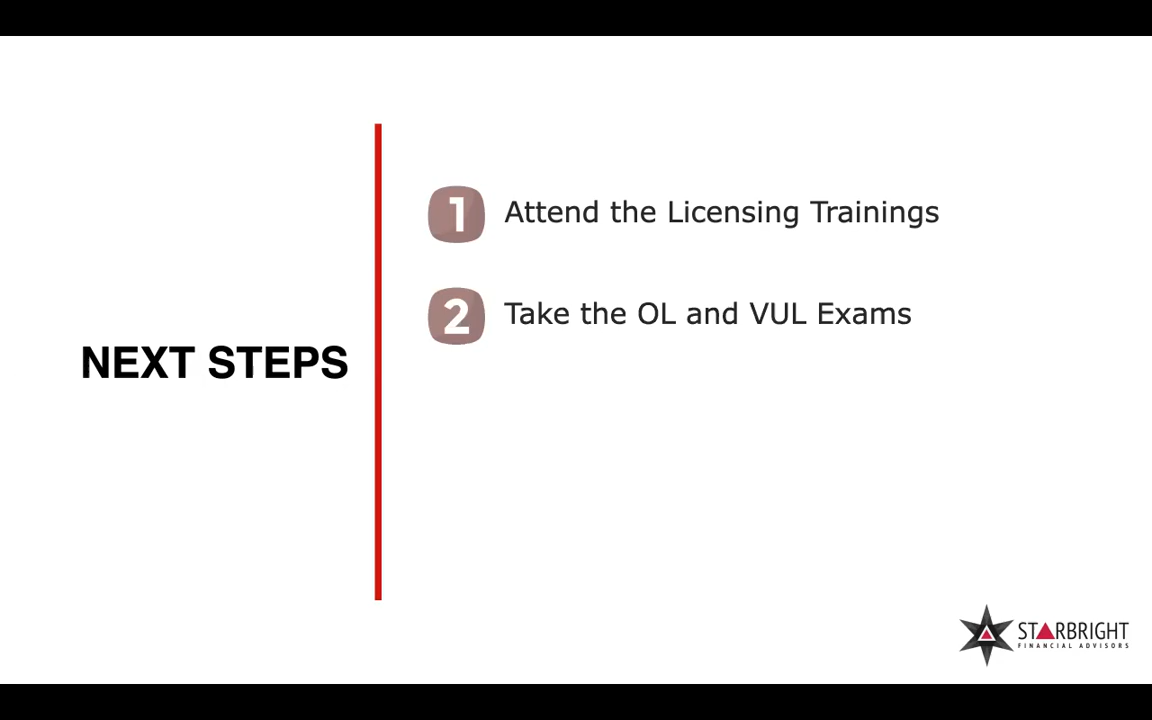 NEXT STEPS
1 Attend the Licensing Trainings
2 Take the OL and VUL Exams
STARBRIGHT
FINANCIAL ADVISORS